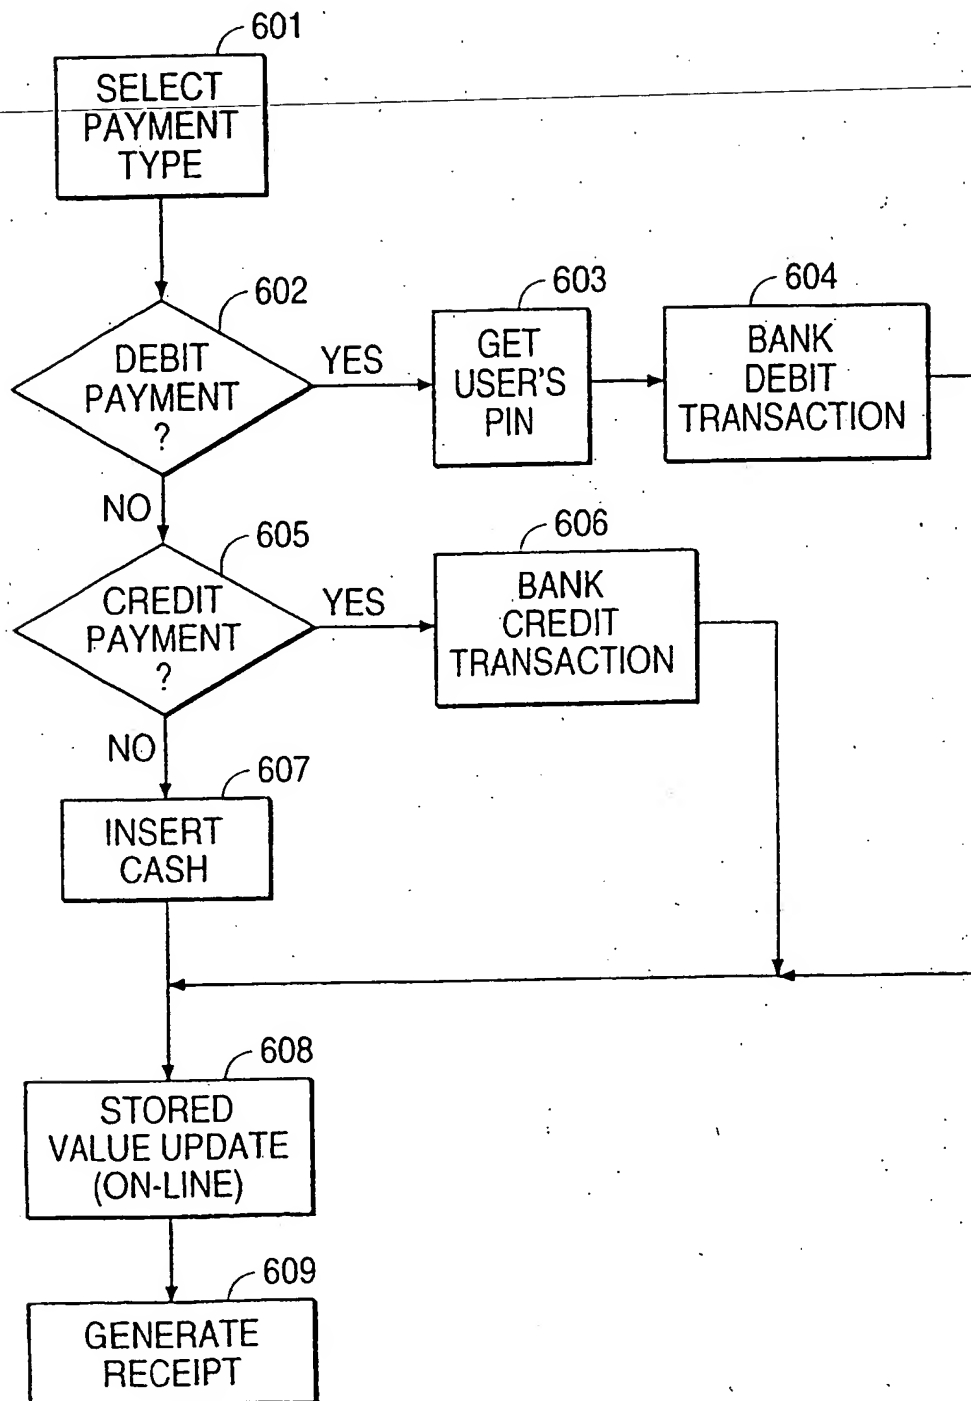 601
SELECT
PAYMENT
TYPE
602
DEBIT
PAYMENT
?
YES
603
GET
USER'S
PIN
604
BANK
DEBIT
TRANSACTION
NO
605
CREDIT
PAYMENT
?
YES
606
BANK
CREDIT
TRANSACTION
NO
607
INSERT
CASH
608
STORED
VALUE UPDATE
(ON-LINE)
609
GENERATE
RECEIPT